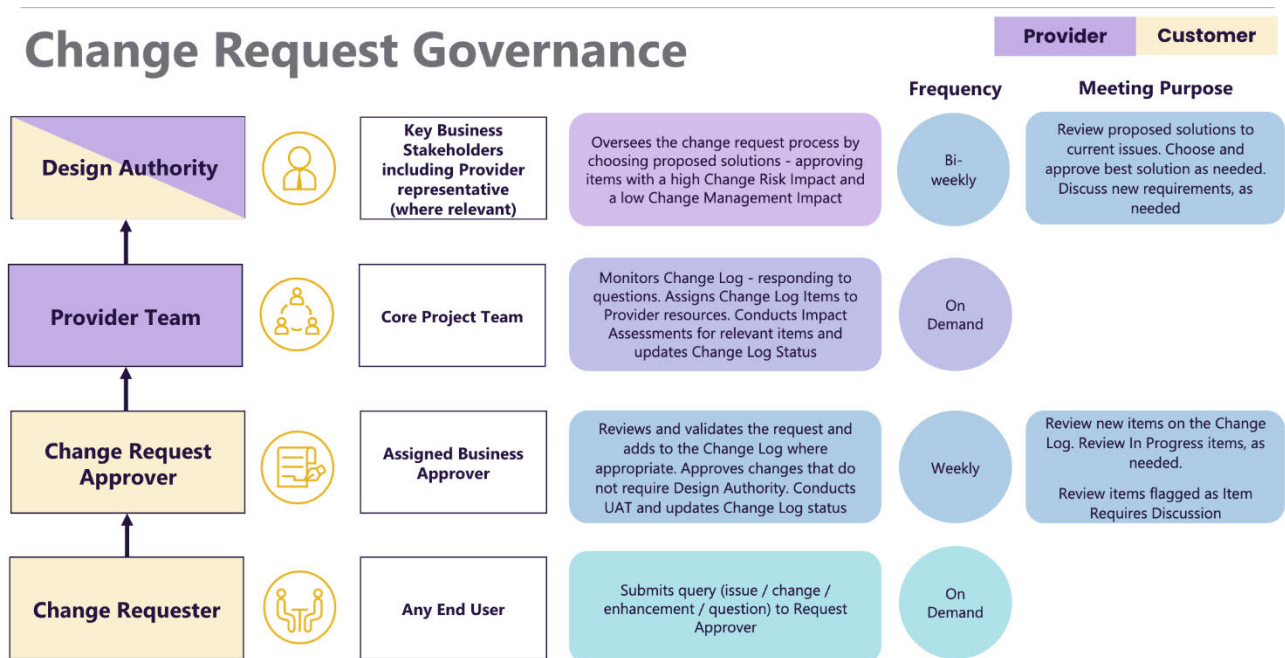 Change Request Governance
Provider
Customer
Frequency
Meeting Purpose
Design Authority
Key Business
Stakeholders
including Provider
representative
(where relevant)
Oversees the change request process by
choosing proposed solutions - approving
items with a high Change Risk Impact and
a low Change Management Impact
Bi-
weekly
Review proposed solutions to
current issues. Choose and
approve best solution as needed.
Discuss new requirements, as
needed
Provider Team
Core Project Team
Monitors Change Log - responding to
questions. Assigns Change Log Items to
Provider resources. Conducts Impact
Assessments for relevant items and
updates Change Log Status
On
Demand
Change Request
Approver
Assigned Business
Approver
Reviews and validates the request and
adds to the Change Log where
appropriate. Approves changes that do
not require Design Authority. Conducts
UAT and updates Change Log status
Weekly
Review new items on the Change
Log. Review In Progress items, as
needed.
Review items flagged as Item
Requires Discussion
Change Requester
Any End User
Submits query (issue / change /
enhancement / question) to Request
Approver
On
Demand